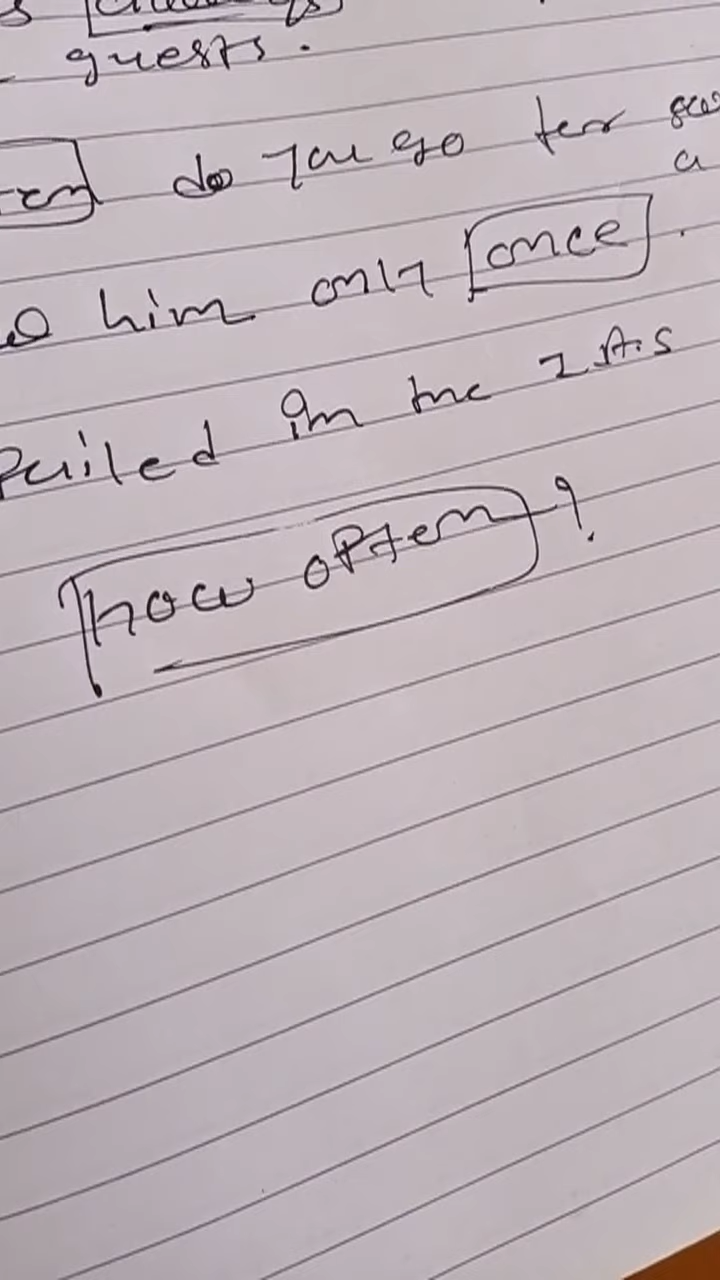 guests.
do you go for
a
him only once.
Failed in the I A.S
how often?